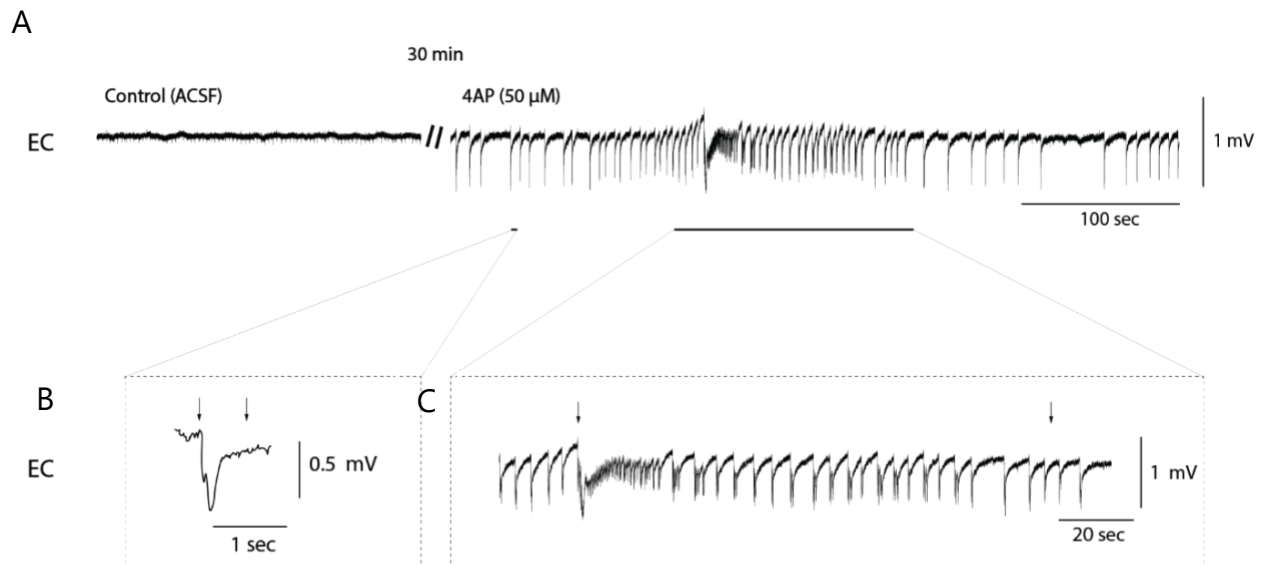 A
30 min
Control (ACSF)
4AP (50 µM)
EC
1 mV
100 sec
B
C
EC
0.5 mV
1 mV
1 sec
20 sec